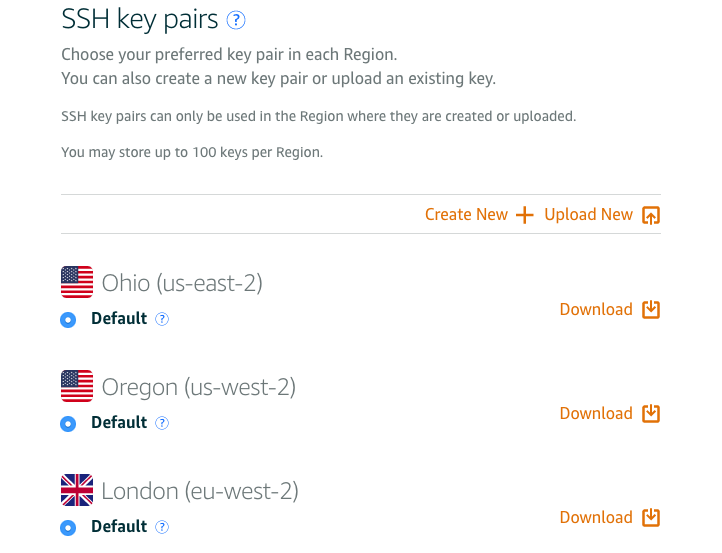 SSH key pairs ?
Choose your preferred key pair in each Region.
You can also create a new key pair or upload an existing key.
SSH key pairs can only be used in the Region where they are created or uploaded.
You may store up to 100 keys per Region.
Create New + Upload New
Ohio (us-east-2)
Default ?
Download
Oregon (us-west-2)
Default ?
Download
London (eu-west-2)
Default ?
Download